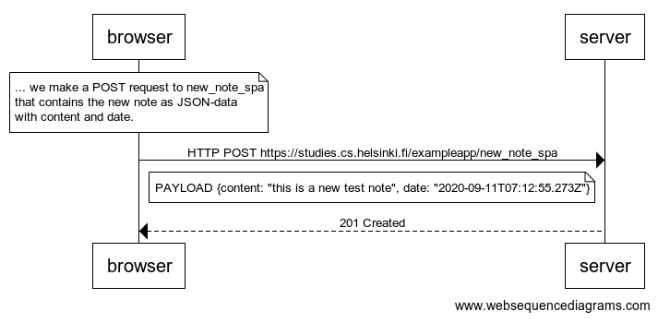 browser
server
... we make a POST request to new_note_spa
that contains the new note as JSON-data
with content and date.
HTTP POST https://studies.cs.helsinki.fi/exampleapp/new_note_spa
PAYLOAD {content: "this is a new test note", date: "2020-09-11T07:12:55.273Z"}
201 Created
browser
server
www.websequencediagrams.com